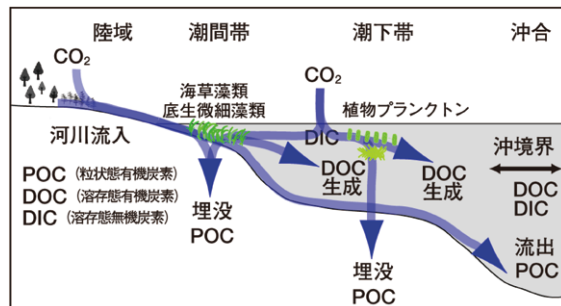 陸域
潮間帯
潮下帯
沖合
CO₂
海草藻類
底生微細藻類
CO₂
植物プランクトン
河川流入
POC (粒状態有機炭素)
DOC (溶存態有機炭素)
DIC (溶存態無機炭素)
DIC
DOC
生成
DOC
生成
沖境界
DOC
DIC
埋没
POC
埋没
POC
流出
POC